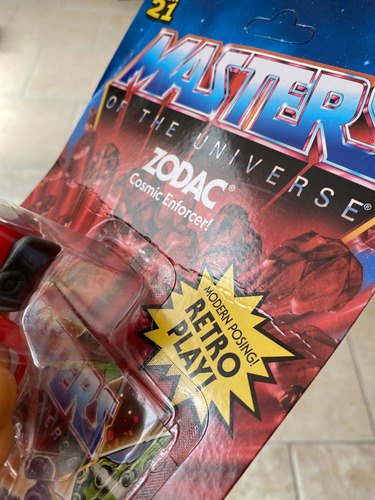 21
MASTERS
OF THE UNIVERSE®
ZODAC®
Cosmic Enforcer!
MODERN POSING!
RETRO
PLAY!